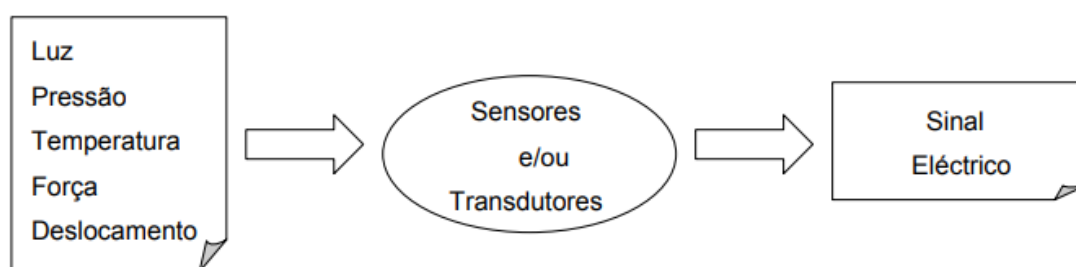 Luz
Pressão
Temperatura
Força
Deslocamento
Sensores
e/ou
Transdutores
Sinal
Eléctrico